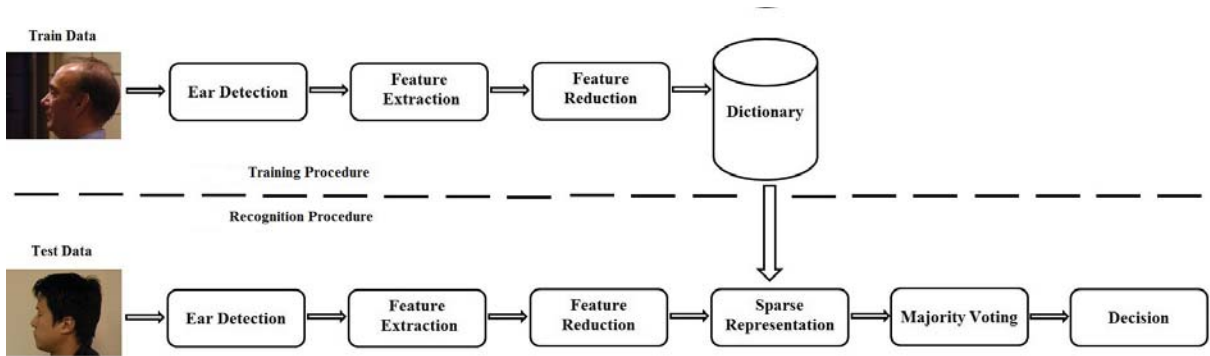 Train Data
Ear Detection
Feature
Extraction
Feature
Reduction
Dictionary
Training Procedure
Recognition Procedure
Test Data
Ear Detection
Feature
Extraction
Feature
Reduction
Sparse
Representation
Majority Voting
Decision